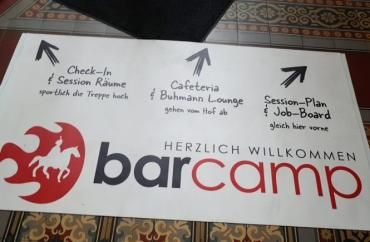 Check-In
& Session Räume
sportlich die Treppe hoch
Cafeteria
& Buhmann Lounge
gehen vom Hof ab
Session-Plan
& Job-Board
gleich hier vorne
HERZLICH WILLKOMMEN
barcamp